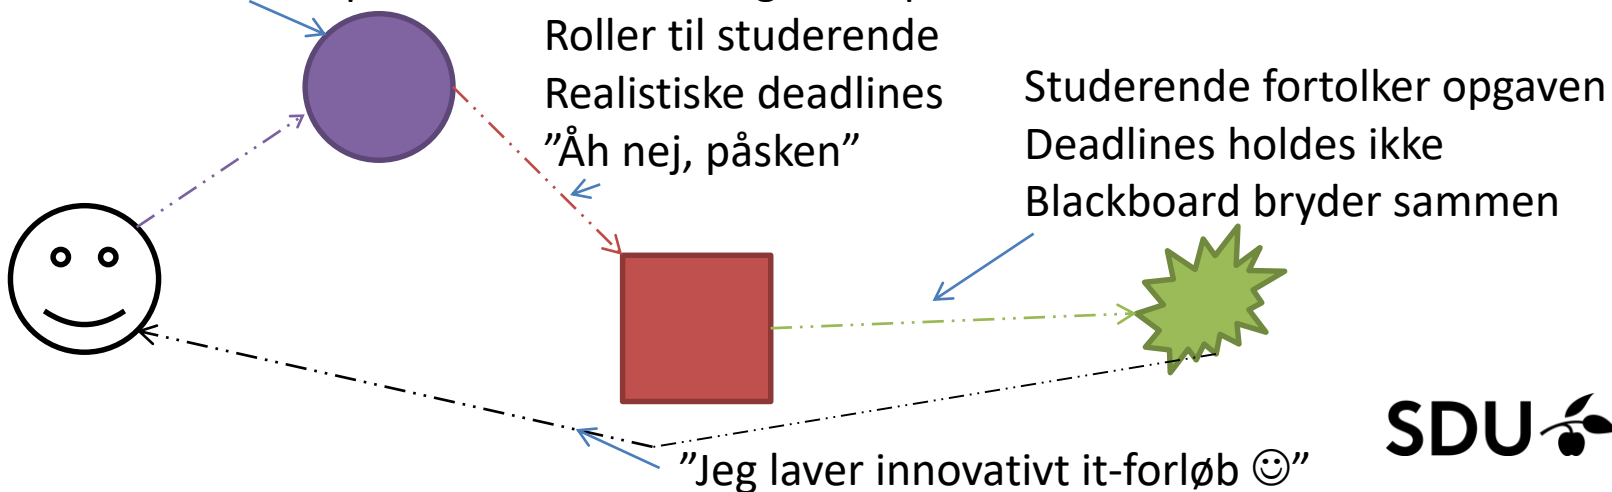 Roller til studerende
Realistiske deadlines
”Åh nej, påsken”
Studerende fortolker opgaven
Deadlines holdes ikke
Blackboard bryder sammen
”Jeg laver innovativt it-forløb ☺”
SDU